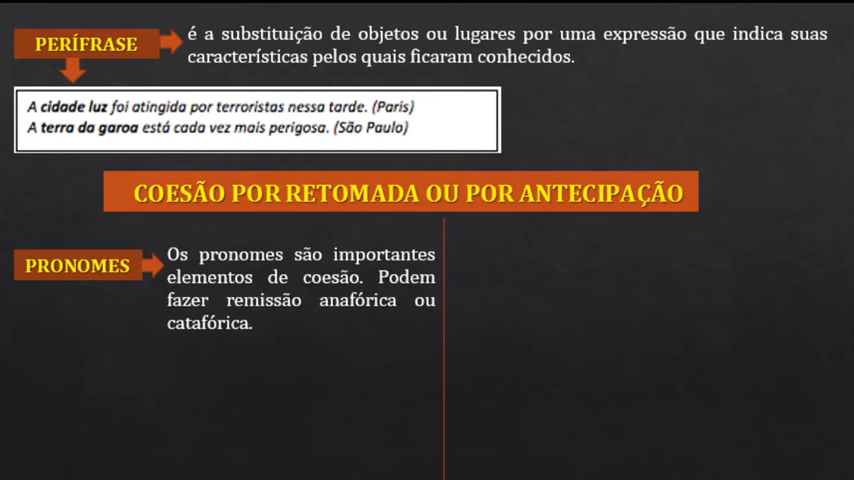 PERÍFRASE
é a substituição de objetos ou lugares por uma expressão que indica suas
características pelos quais ficaram conhecidos.
A cidade luz foi atingida por terroristas nessa tarde. (Paris)
A terra da garoa está cada vez mais perigosa. (São Paulo)
COESÃO POR RETOMADA OU POR ANTECIPAÇÃO
PRONOMES
Os pronomes são importantes
elementos de coesão. Podem
fazer remissão anafórica ou
catafórica.